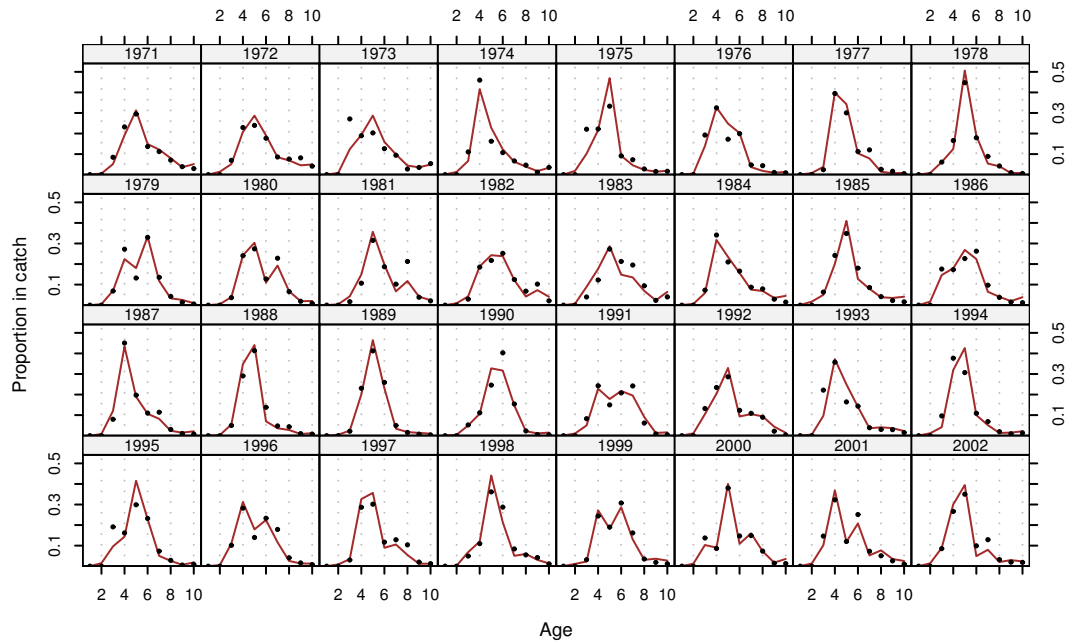 2 4 6 8 10 2 4 6 8 10 2 4 6 8 10 2 4 6 8 10
1971 1972 1973 1974 1975 1976 1977 1978
0.1 0.3 0.5
1979 1980 1981 1982 1983 1984 1985 1986
0.1 0.3 0.5
1987 1988 1989 1990 1991 1992 1993 1994
0.1 0.3 0.5
1995 1996 1997 1998 1999 2000 2001 2002
0.1 0.3 0.5
2 4 6 8 10 2 4 6 8 10 2 4 6 8 10 2 4 6 8 10
Proportion in catch
Age